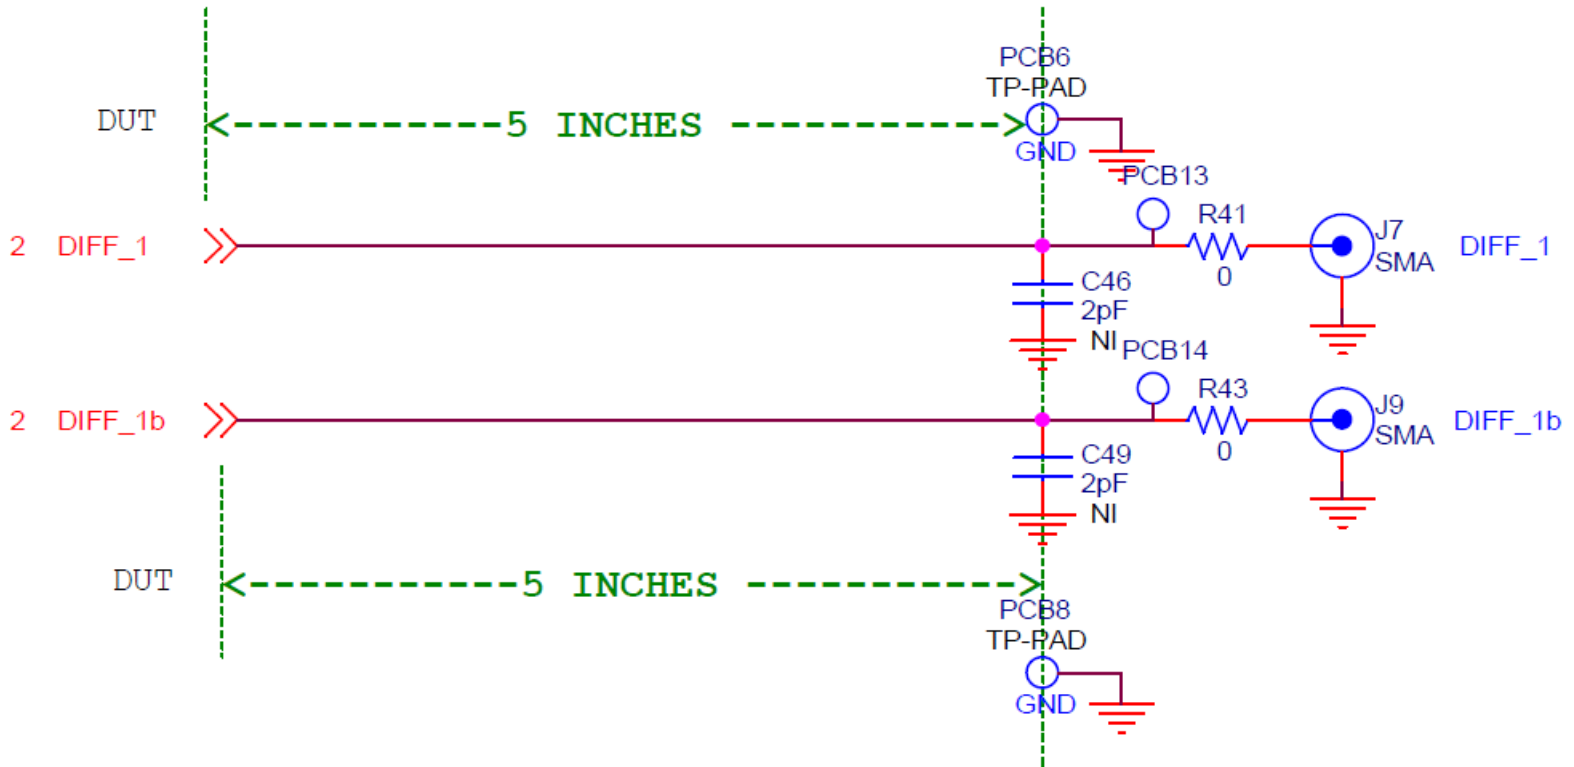 PCB6
TP-PAD
DUT
<-----------5 INCHES ----------->
GND
PCB13
R41
J7
2 DIFF_1
SMA
DIFF_1
0
C46
2pF
NI
PCB14
R43
J9
2 DIFF_1b
SMA
DIFF_1b
0
C49
2pF
NI
DUT
<-----------5 INCHES ----------->
PCB8
TP-PAD
GND